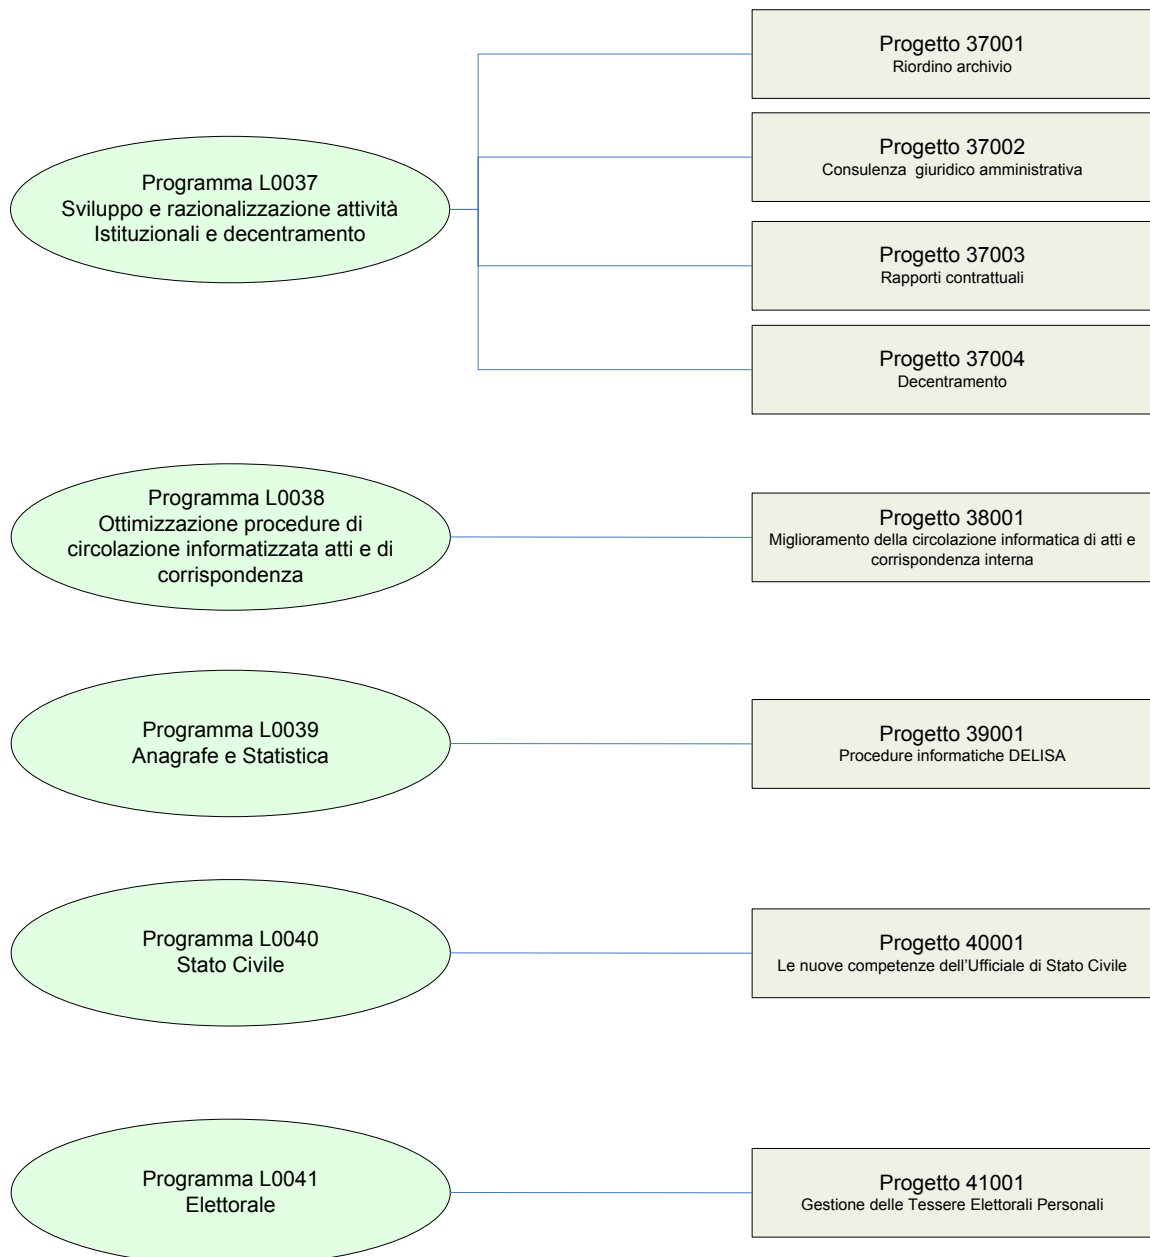 Programma L0037
Sviluppo e razionalizzazione attività
Istituzionali e decentramento
Progetto 37001
Riordino archivio
Progetto 37002
Consulenza giuridico amministrativa
Progetto 37003
Rapporti contrattuali
Progetto 37004
Decentramento
Programma L0038
Ottimizzazione procedure di
circolazione informatizzata atti e di
corrispondenza
Progetto 38001
Miglioramento della circolazione informatica di atti e
corrispondenza interna
Programma L0039
Anagrafe e Statistica
Progetto 39001
Procedure informatiche DELISA
Programma L0040
Stato Civile
Progetto 40001
Le nuove competenze dell’Ufficiale di Stato Civile
Programma L0041
Elettorale
Progetto 41001
Gestione delle Tessere Elettorali Personali